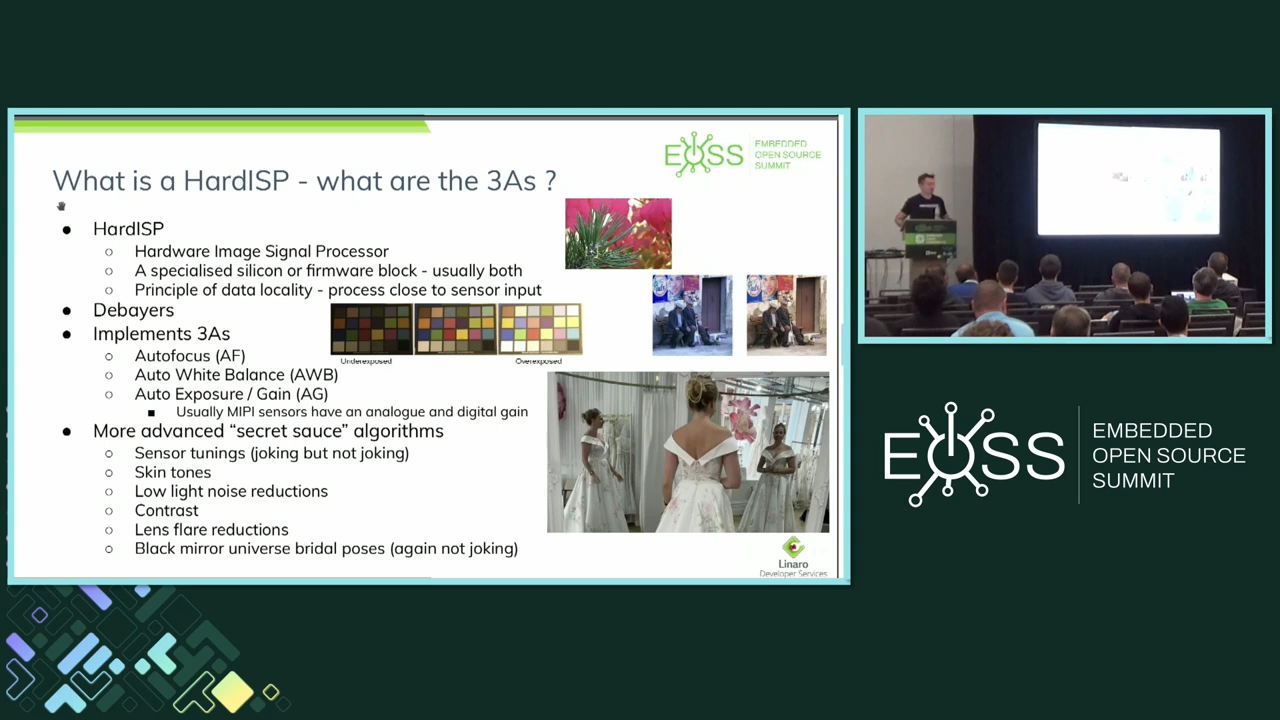 What is a HardISP - what are the 3As ?
EOSS
EMBEDDED
OPEN SOURCE
SUMMIT
● HardISP
○ Hardware Image Signal Processor
○ A specialised silicon or firmware block - usually both
○ Principle of data locality - process close to sensor input
● Debayers
● Implements 3As
Underexposed
Overexposed
○ Autofocus (AF)
○ Auto White Balance (AWB)
○ Auto Exposure / Gain (AG)
■ Usually MIPI sensors have an analogue and digital gain
● More advanced “secret sauce” algorithms
○ Sensor tunings (joking but not joking)
○ Skin tones
○ Low light noise reductions
○ Contrast
○ Lens flare reductions
○ Black mirror universe bridal poses (again not joking)
Linaro
Developer Services
EOSS
EMBEDDED
OPEN SOURCE
SUMMIT